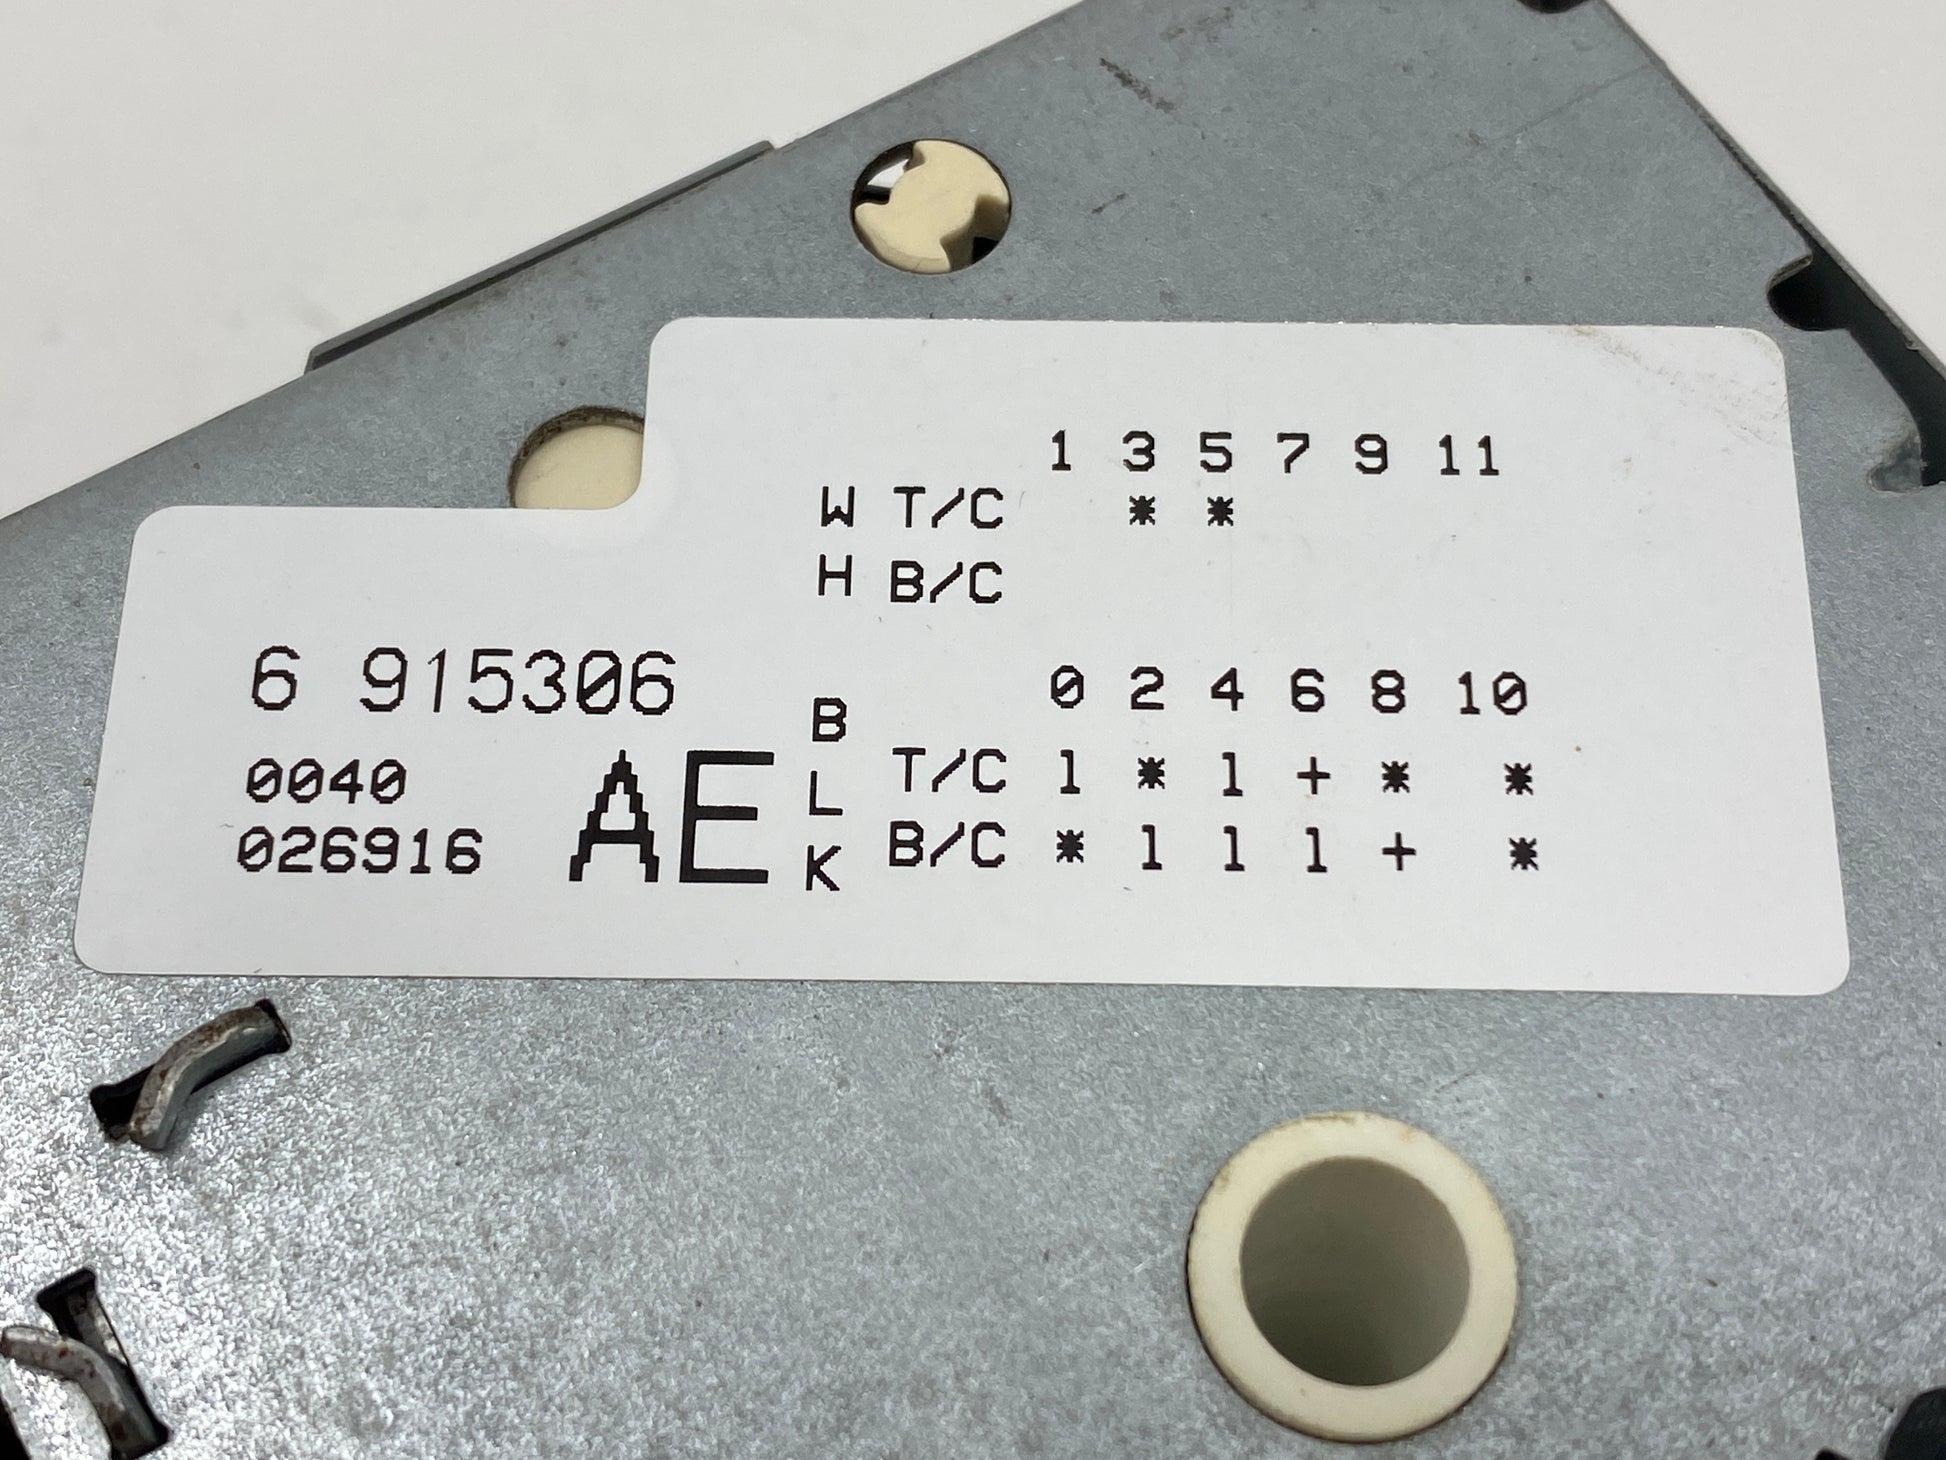 1 3 5 7 9 11
W T/C * *
H B/C
6 915306
0 2 4 6 8 10
B
L
K
T/C 1 * 1 + * *
B/C * 1 1 1 + *
0040
026916
AE